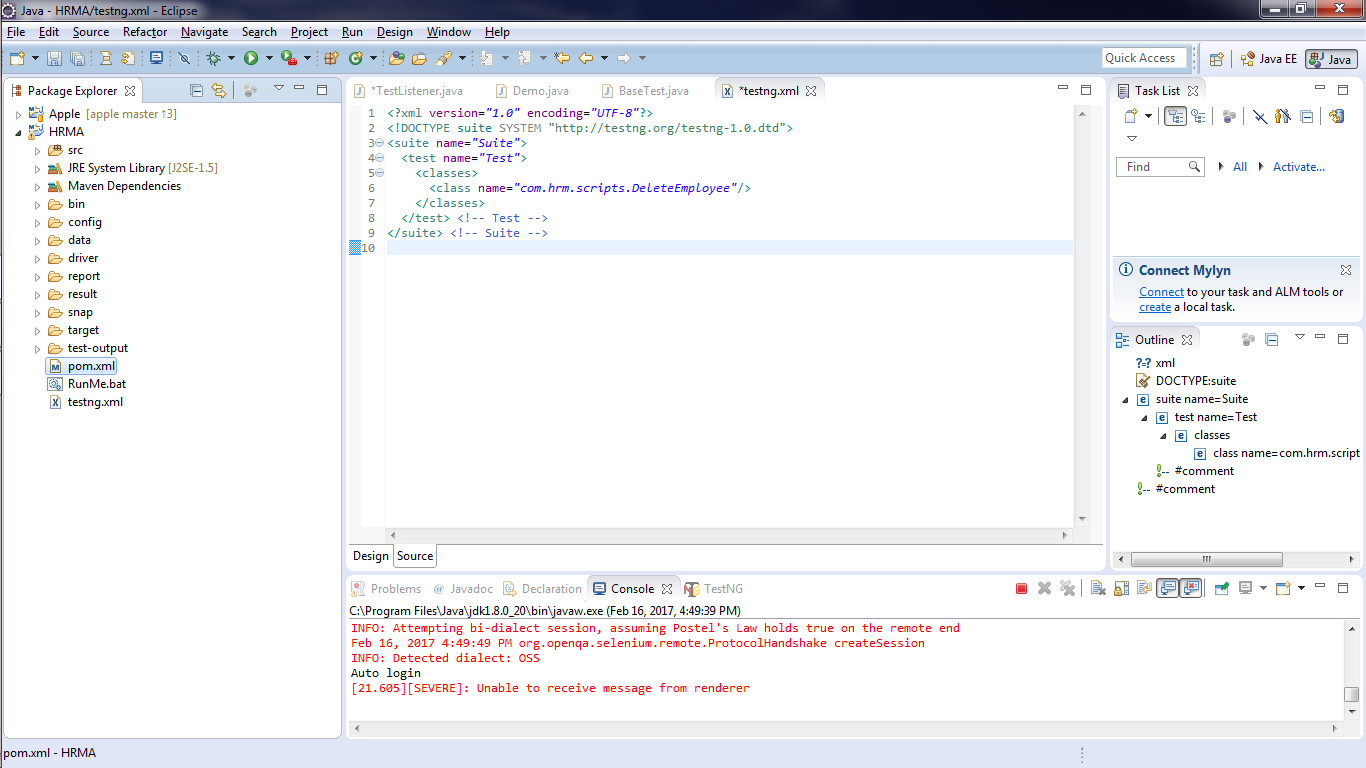 Java - HRMA/testng.xml - Eclipse
File Edit Source Refactor Navigate Search Project Run Design Window Help
Quick Access Java EE Java
Package Explorer
Apple [apple master ↑3]
HRMA
src
JRE System Library [J2SE-1.5]
Maven Dependencies
bin
config
data
driver
report
result
snap
target
test-output
pom.xml
RunMe.bat
testng.xml
*TestListener.java Demo.java BaseTest.java *testng.xml
1 <?xml version="1.0" encoding="UTF-8"?>
2 <!DOCTYPE suite SYSTEM "http://testng.org/testng-1.0.dtd">
3 <suite name="Suite">
4 <test name="Test">
5 <classes>
6 <class name="com.hrm.scripts.DeleteEmployee"/>
7 </classes>
8 </test> <!-- Test -->
9 </suite> <!-- Suite -->
10
Design Source
Task List
Find All Activate...
Connect Mylyn
Connect to your task and ALM tools or
create a local task.
Outline
xml
DOCTYPE:suite
suite name=Suite
test name=Test
classes
class name=com.hrm.script
#comment
#comment
Problems Javadoc Declaration Console TestNG
C:\Program Files\Java\jdk1.8.0_20\bin\javaw.exe (Feb 16, 2017, 4:49:39 PM)
INFO: Attempting bi-dialect session, assuming Postel's Law holds true on the remote end
Feb 16, 2017 4:49:49 PM org.openqa.selenium.remote.ProtocolHandshake createSession
INFO: Detected dialect: OSS
Auto login
[21.605][SEVERE]: Unable to receive message from renderer
pom.xml - HRMA